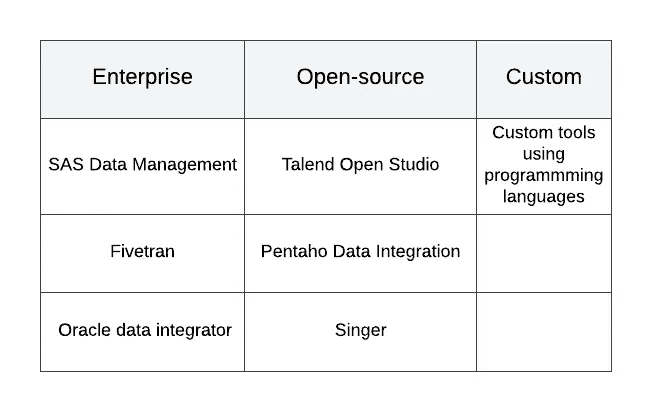 Enterprise
Open-source
Custom
SAS Data Management
Talend Open Studio
Custom tools
using
programmming
languages
Fivetran
Pentaho Data Integration
Oracle data integrator
Singer